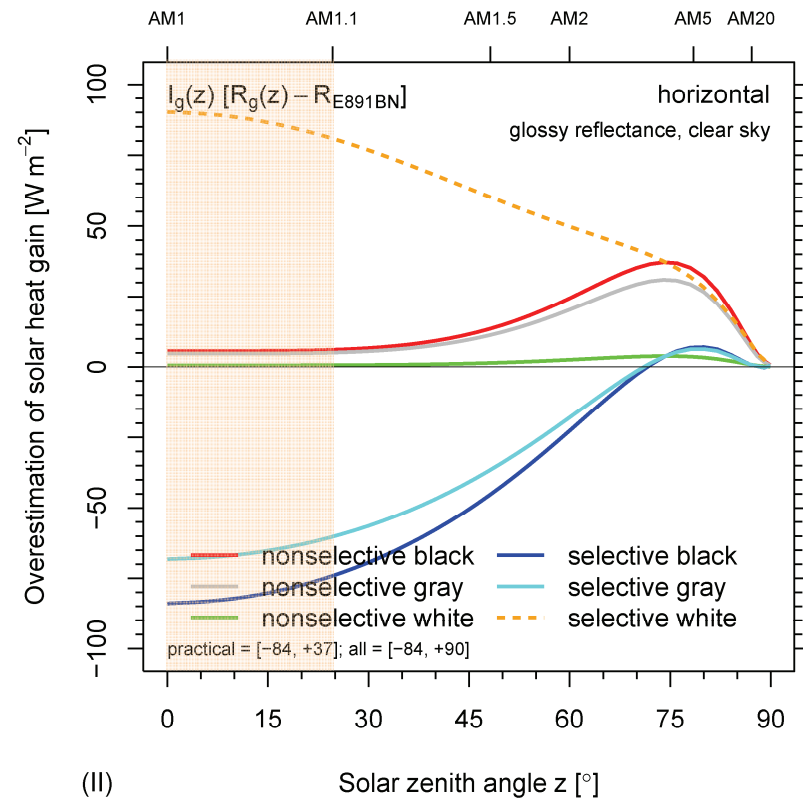 AM1 AM1.1 AM1.5 AM2 AM5 AM20
Ig(z) [Rg(z) – RE891BN]
horizontal
glossy reflectance, clear sky
Overestimation of solar heat gain [W m−2]
100
50
0
−50
−100
nonselective black
nonselective gray
nonselective white
selective black
selective gray
selective white
practical = [−84, +37]; all = [−84, +90]
0 15 30 45 60 75 90
(II) Solar zenith angle z [°]